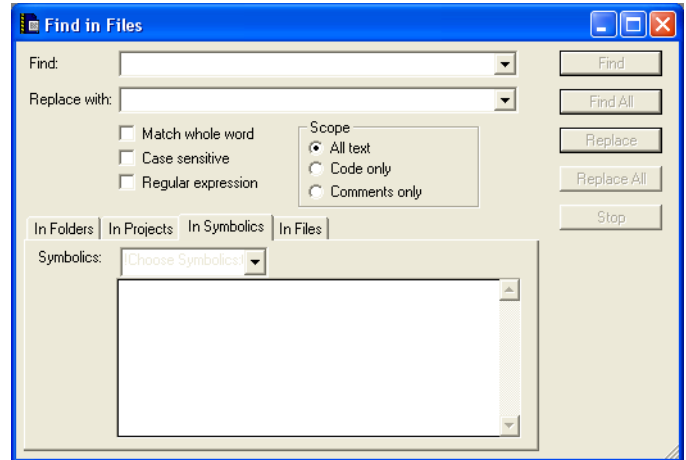 Find in Files
Find:
Find
Replace with:
Find All
Match whole word
Case sensitive
Regular expression
Scope
All text
Code only
Comments only
Replace
Replace All
Stop
In Folders
In Projects
In Symbolics
In Files
Symbolics:
!Choose Symbolics!